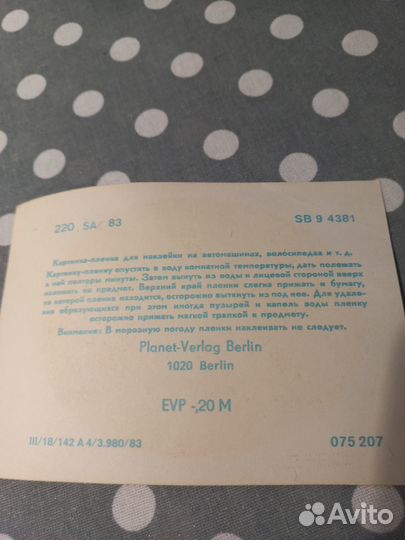 220 SA/ 83
SB 9 4381
Картинка-пленка для наклейки на автомашинах, велосипедах и т. д.
Картинку-пленку опустить в воду комнатной температуры, дать полежать
в ней полторы минуты. Затем вынуть из воды и лицевой стороной вверх
наложить на предмет. Верхний край пленки слегка прижать и бумагу,
на которой пленка находится, осторожно вытянуть из под нее. Для удале-
ния образующихся при этом иногда пузырей и капель воды пленку
осторожно прижать мягкой тряпкой к предмету.
Внимание: В морозную погоду пленки наклеивать не следует.
Planet-Verlag Berlin
1020 Berlin
EVP -,20 M
III/18/142 A 4/3.980/83
075 207
Avito